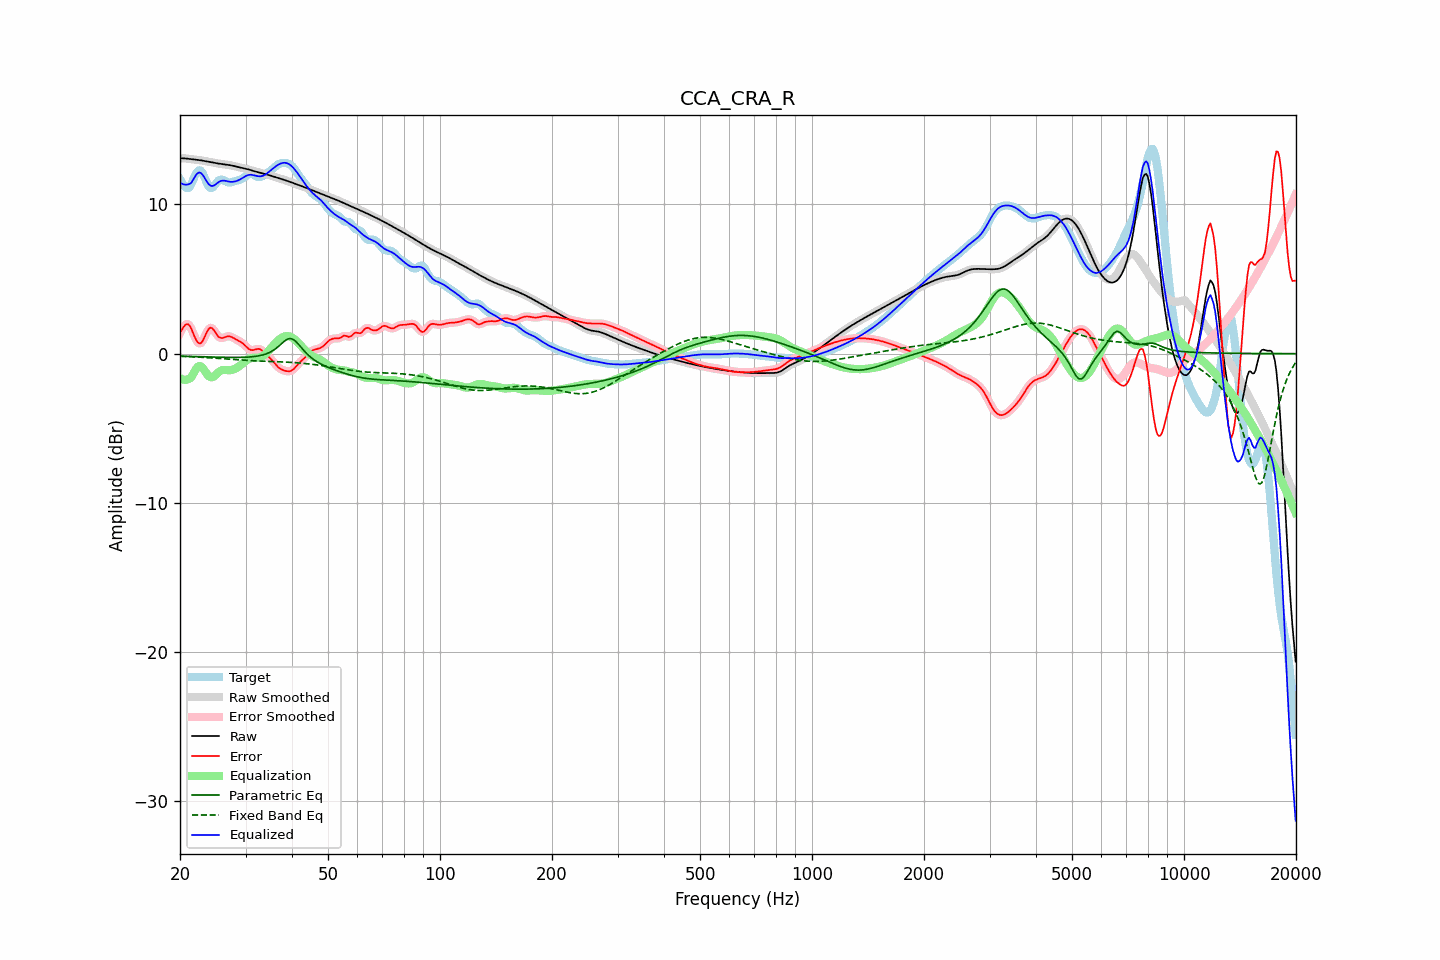 CCA_CRA_R
10
0
−10
−20
−30
Amplitude (dBr)
Target
Raw Smoothed
Error Smoothed
Raw
Error
Equalization
Parametric Eq
Fixed Band Eq
Equalized
20 50 100 200 500 1000 2000 5000 10000 20000
Frequency (Hz)